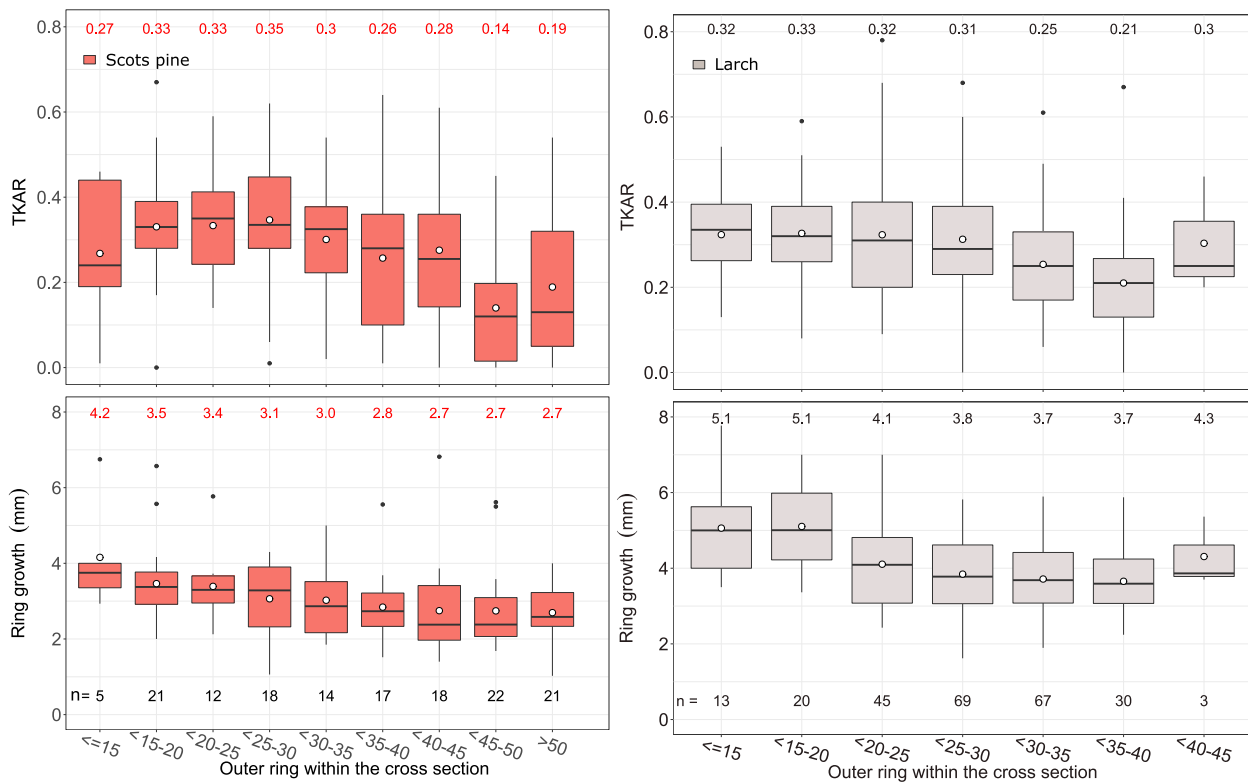 0.27 0.33 0.33 0.35 0.3 0.26 0.28 0.14 0.19
Scots pine
TKAR
0.8
0.6
0.4
0.2
0.0
4.2 3.5 3.4 3.1 3.0 2.8 2.7 2.7 2.7
Ring growth (mm)
8
6
4
2
0
n= 5 21 12 18 14 17 18 22 21
<=15 <15-20 <20-25 <25-30 <30-35 <35-40 <40-45 <45-50 >50
Outer ring within the cross section
0.32 0.33 0.32 0.31 0.25 0.21 0.3
Larch
TKAR
0.8
0.6
0.4
0.2
0.0
5.1 5.1 4.1 3.8 3.7 3.7 4.3
Ring growth (mm)
8
6
4
2
0
n = 13 20 45 69 67 30 3
<=15 <15-20 <20-25 <25-30 <30-35 <35-40 <40-45
Outer ring within the cross section